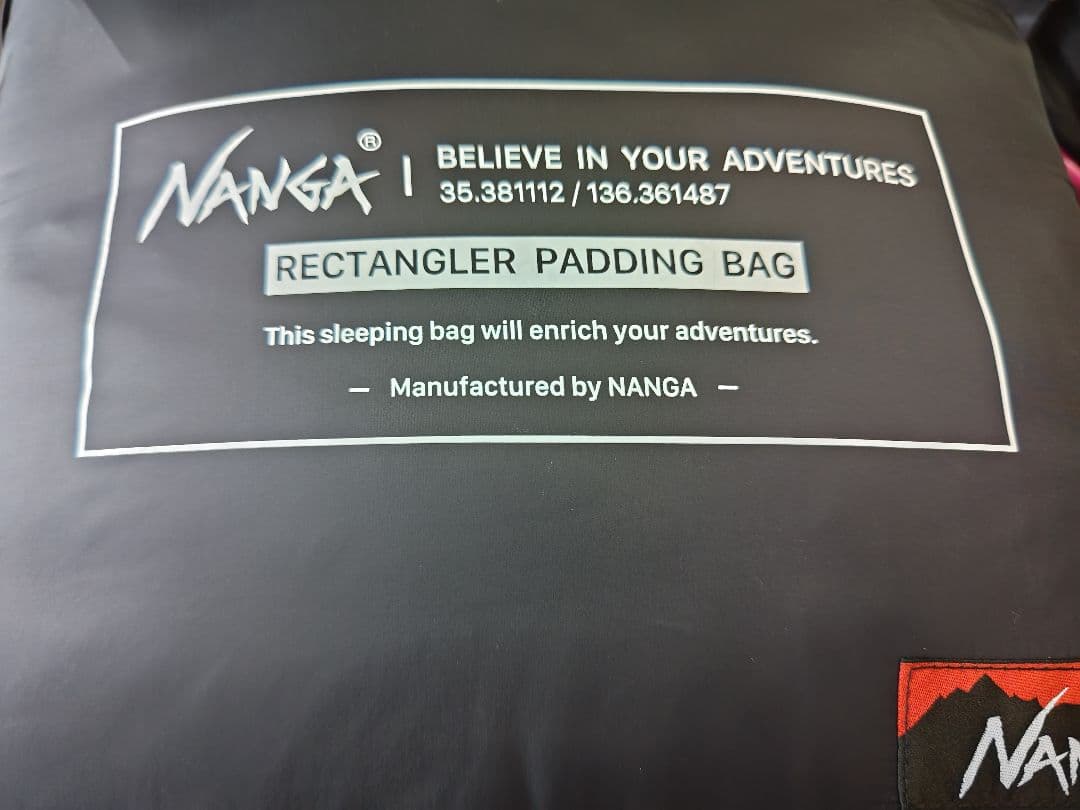 NANGA® | BELIEVE IN YOUR ADVENTURES
35.381112 / 136.361487
RECTANGLER PADDING BAG
This sleeping bag will enrich your adventures.
— Manufactured by NANGA —